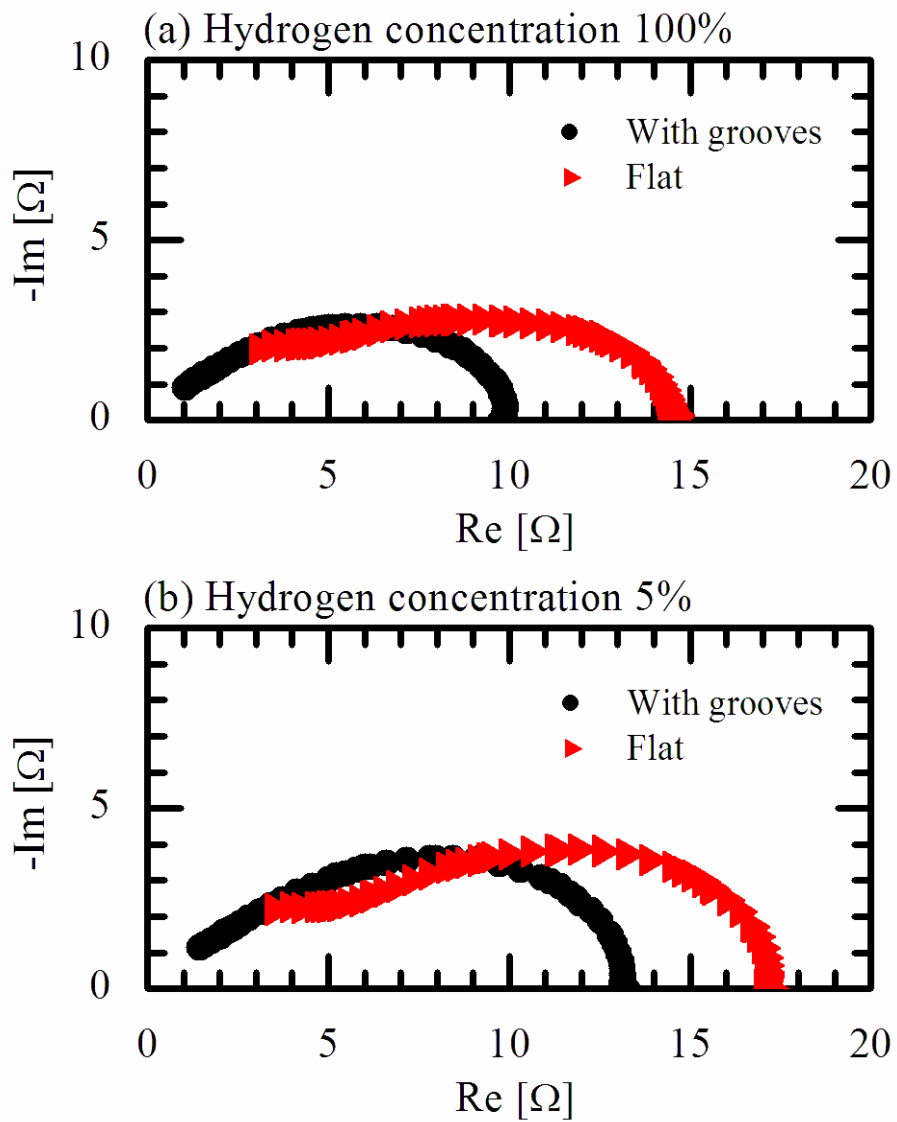 (a) Hydrogen concentration 100%
10
With grooves
Flat
5
-Im [Ω]
0
0 5 10 15 20
Re [Ω]
(b) Hydrogen concentration 5%
10
With grooves
Flat
5
-Im [Ω]
0
0 5 10 15 20
Re [Ω]